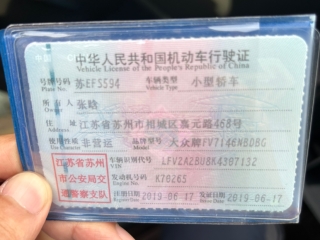 中华人民共和国机动车行驶证
Vehicle License of the People's Republic of China
号牌号码 苏EFS594 车辆类型 小型轿车
Plate No. Vehicle Type
所有人 张晗
Owner
住址 江苏省苏州市相城区嘉元路468号
Address
使用性质 非营运 品牌型号 大众牌FV7146NBDBG
江苏省苏州市公安局交通警察支队
车辆识别代号 LFV2A2BU8K4307132
VIN
发动机号码 K70265
Engine No.
注册日期 2019-06-17 发证日期 2019-06-17